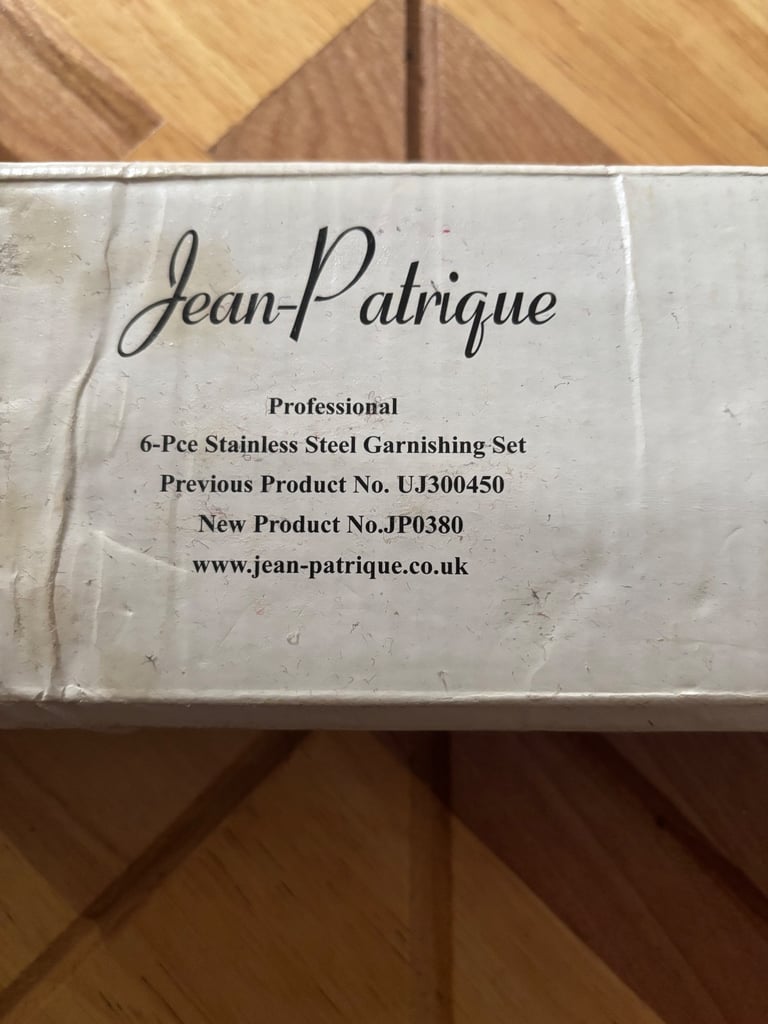 Jean-Patrique
Professional
6-Pce Stainless Steel Garnishing Set
Previous Product No. UJ300450
New Product No.JP0380
www.jean-patrique.co.uk